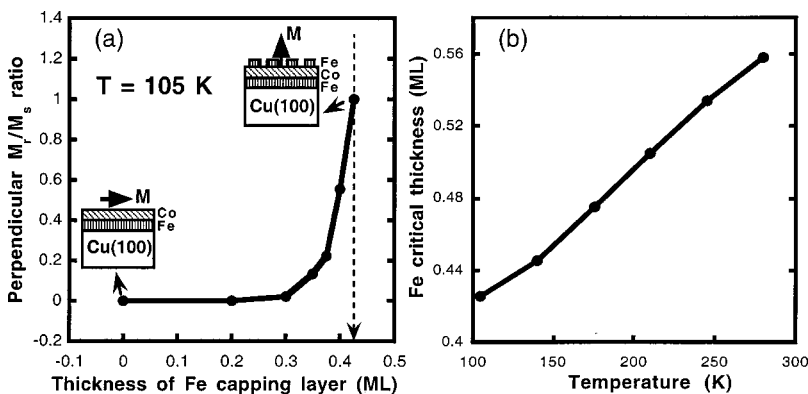 (a)
T = 105 K
M
Fe
Co
Fe
Cu(100)
M
Co
Fe
Cu(100)
Perpendicular Mr/Ms ratio
1.4
1.2
1
0.8
0.6
0.4
0.2
0
-0.2
-0.1 0 0.1 0.2 0.3 0.4 0.5
Thickness of Fe capping layer (ML)
(b)
Fe critical thickness (ML)
0.56
0.52
0.48
0.44
0.4
100 150 200 250 300
Temperature (K)